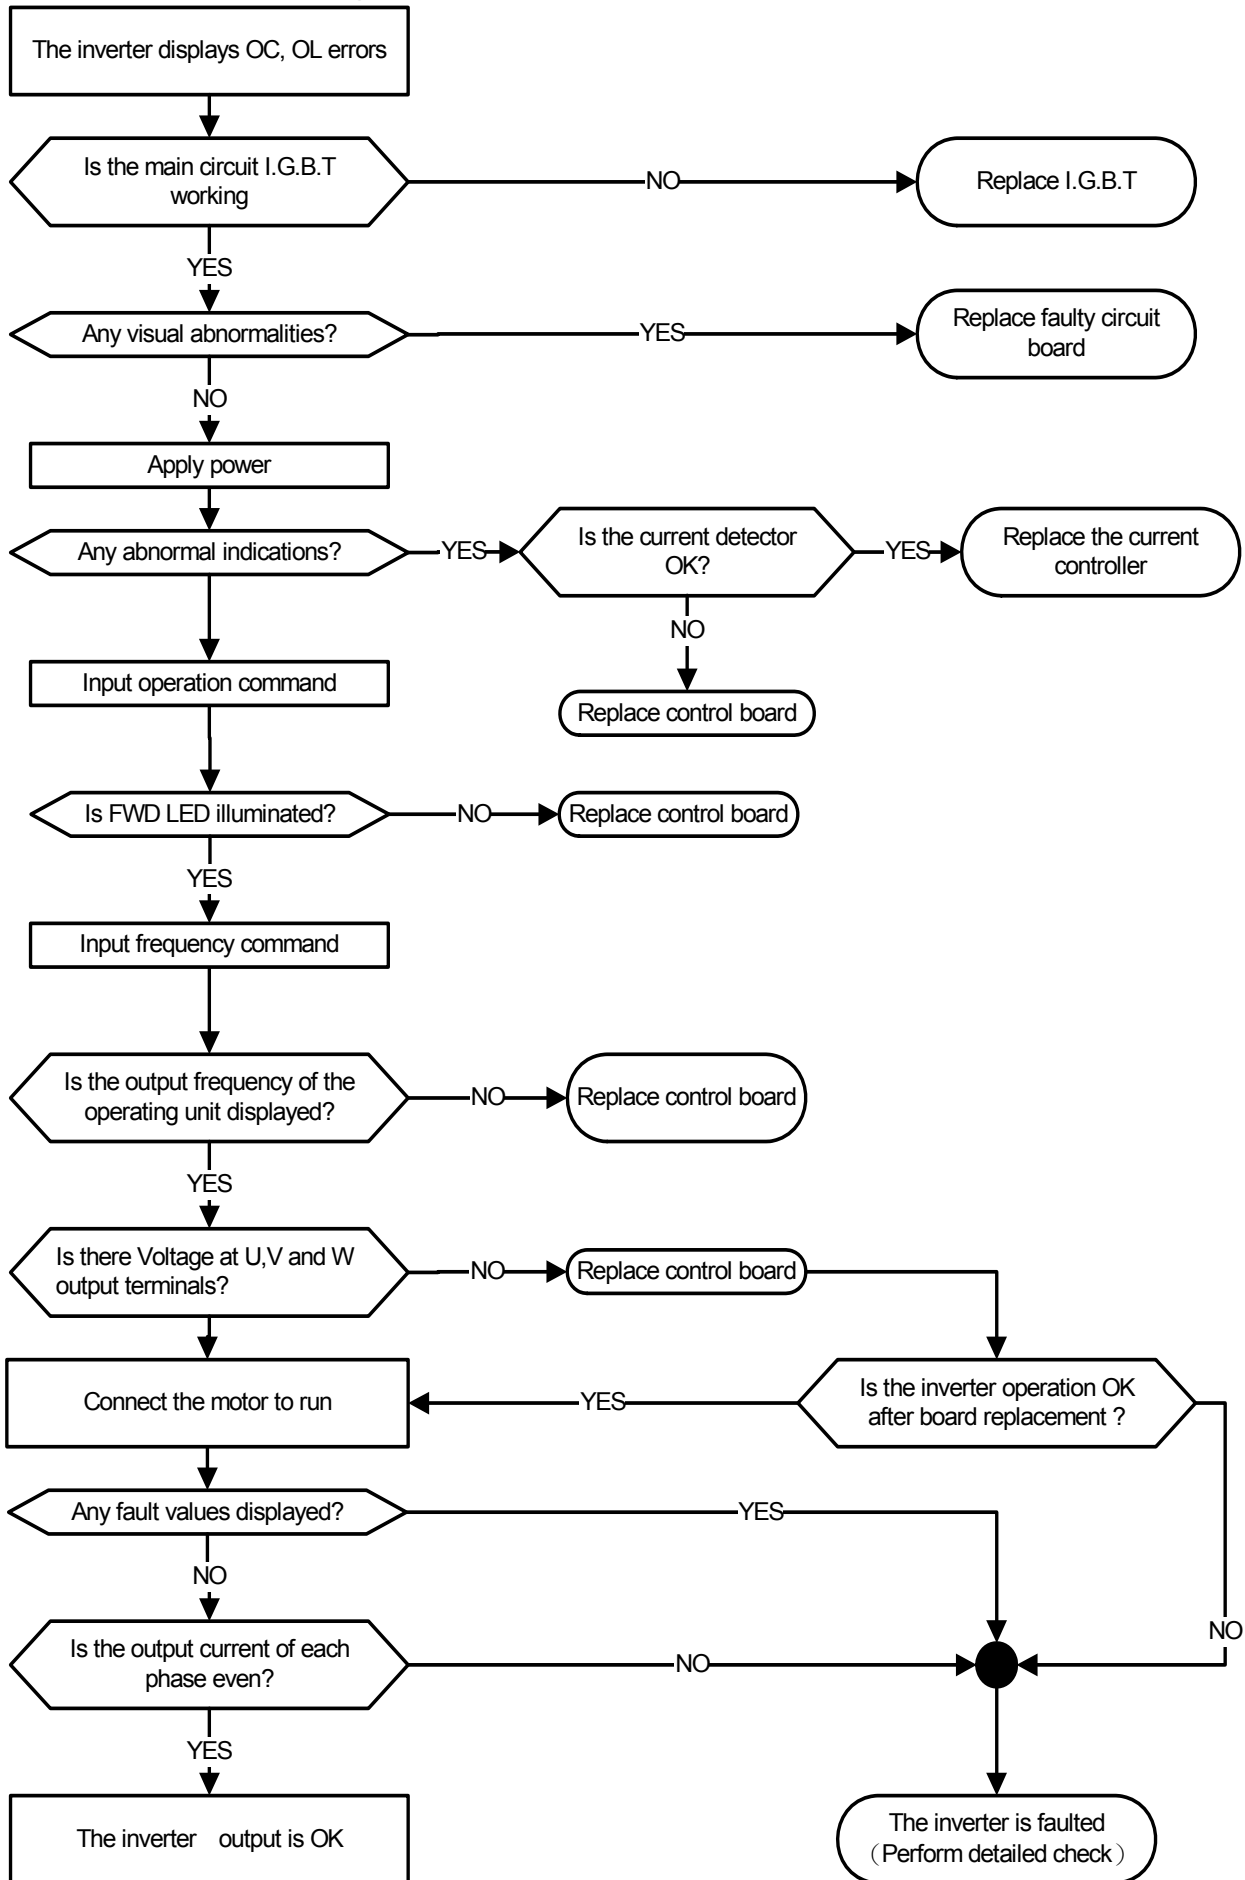 The inverter displays OC, OL errors
Is the main circuit I.G.B.T
working
NO
Replace I.G.B.T
YES
Any visual abnormalities?
YES
Replace faulty circuit
board
NO
Apply power
Any abnormal indications?
YES
Is the current detector
OK?
YES
Replace the current
controller
NO
Replace control board
Input operation command
Is FWD LED illuminated?
NO
Replace control board
YES
Input frequency command
Is the output frequency of the
operating unit displayed?
NO
Replace control board
YES
Is there Voltage at U,V and W
output terminals?
NO
Replace control board
Connect the motor to run
YES
Is the inverter operation OK
after board replacement ?
Any fault values displayed?
YES
NO
NO
Is the output current of each
phase even?
NO
YES
The inverter output is OK
The inverter is faulted
（Perform detailed check）